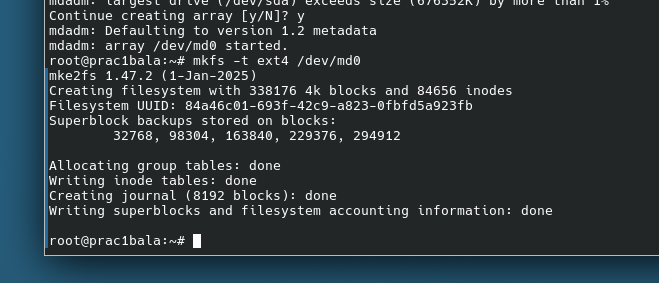 mdadm: largest drive (/dev/sda) exceeds size (676352K) by more than 1%
Continue creating array [y/N]? y
mdadm: Defaulting to version 1.2 metadata
mdadm: array /dev/md0 started.
root@prac1bala:~# mkfs -t ext4 /dev/md0
mke2fs 1.47.2 (1-Jan-2025)
Creating filesystem with 338176 4k blocks and 84656 inodes
Filesystem UUID: 84a46c01-693f-42c9-a823-0fbfd5a923fb
Superblock backups stored on blocks:
32768, 98304, 163840, 229376, 294912
Allocating group tables: done
Writing inode tables: done
Creating journal (8192 blocks): done
Writing superblocks and filesystem accounting information: done
root@prac1bala:~#